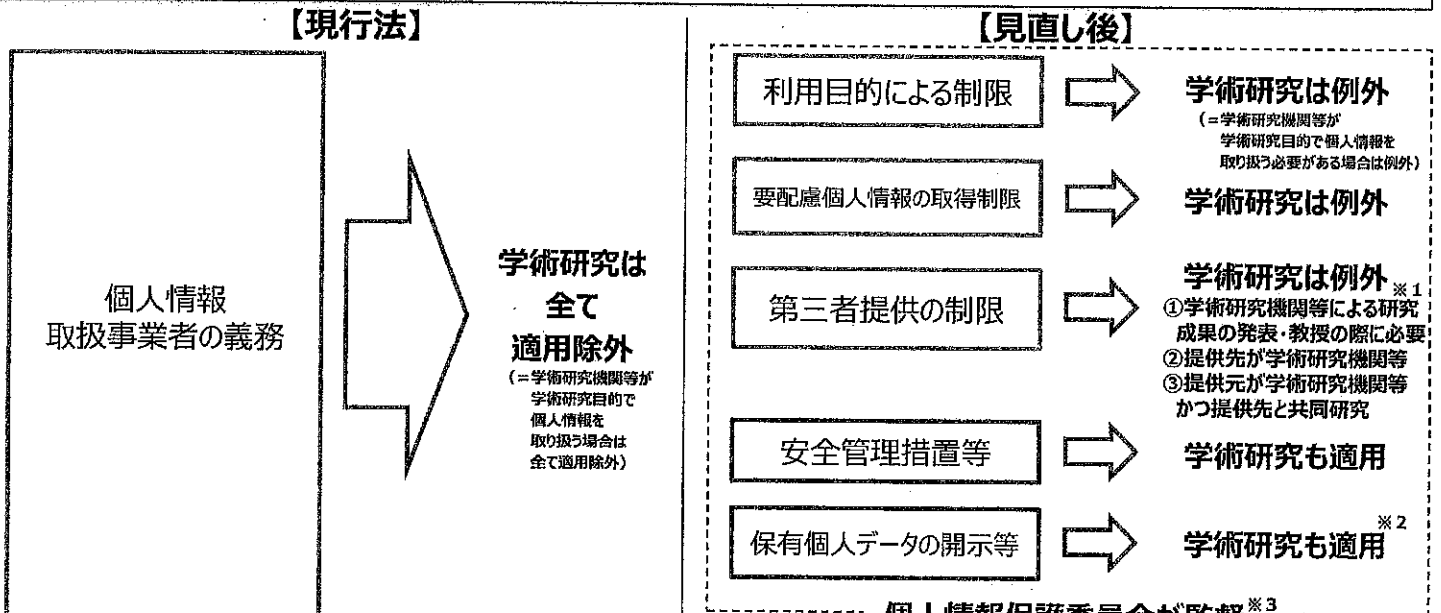 【現行法】
個人情報
取扱事業者の義務
学術研究は
全て
適用除外
(=学術研究機関等が
学術研究目的で
個人情報を
取り扱う場合は
全て適用除外)
【見直し後】
利用目的による制限
学術研究は例外
(=学術研究機関等が
学術研究目的で個人情報を
取り扱う必要がある場合は例外)
要配慮個人情報の取得制限
学術研究は例外
第三者提供の制限
学術研究は例外※1
①学術研究機関等による研究
成果の発表・教授の際に必要
②提供先が学術研究機関等
③提供元が学術研究機関等
かつ提供先と共同研究
安全管理措置等
学術研究も適用
保有個人データの開示等
学術研究も適用※2
個人情報保護委員会が監督※3